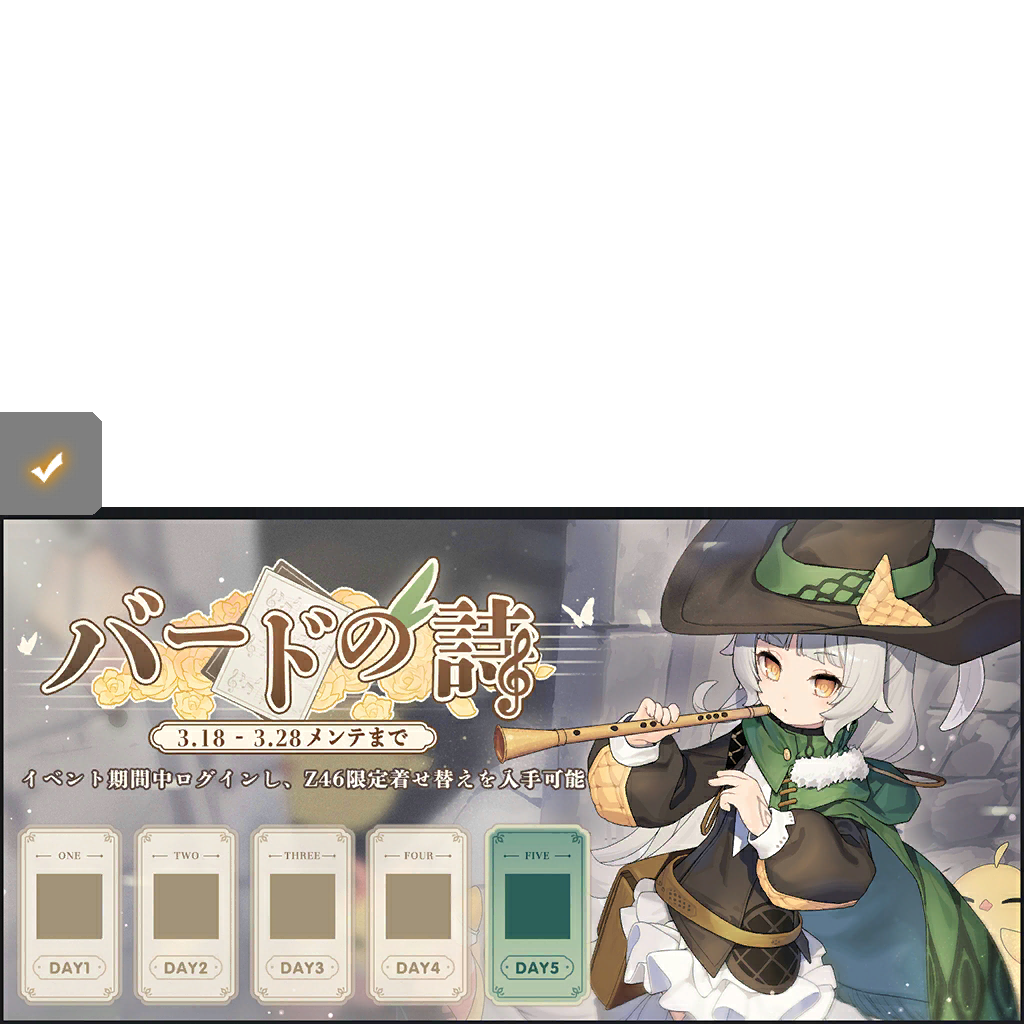 バードの詩
3.18 - 3.28メンテまで
イベント期間中ログインし、Z46限定着せ替えを入手可能
ONE
TWO
THREE
FOUR
FIVE
DAY1
DAY2
DAY3
DAY4
DAY5